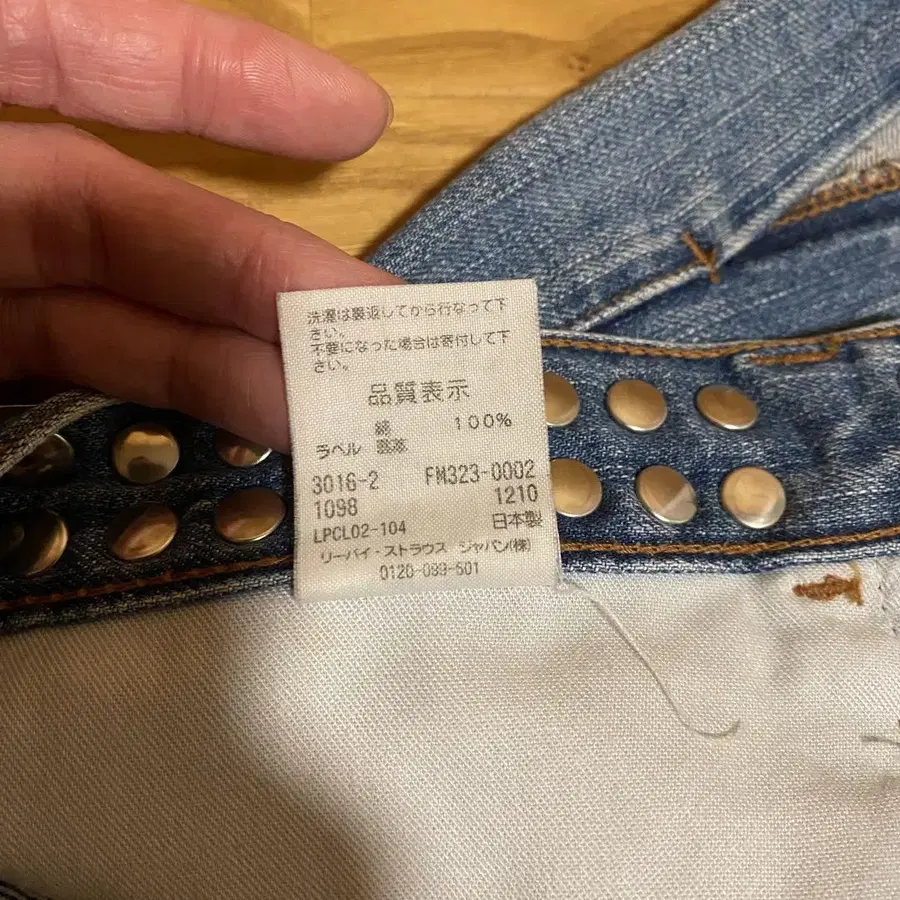 洗濯は裏返してから行なって下
さい。
不要になった場合は寄付して下
さい。
品質表示
綿 100%
ラベル
3016-2 FM323-0002
1098 1210
LPCL02-104 日本製
リーバイ・ストラウス ジャパン(株)
0120-099-501